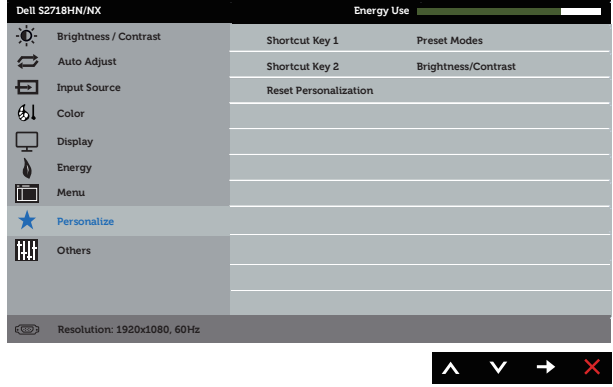 Dell S2718HN/NX Energy Use
Brightness / Contrast
Auto Adjust
Input Source
Color
Display
Energy
Menu
Personalize
Others
Shortcut Key 1 Preset Modes
Shortcut Key 2 Brightness/Contrast
Reset Personalization
Resolution: 1920x1080, 60Hz